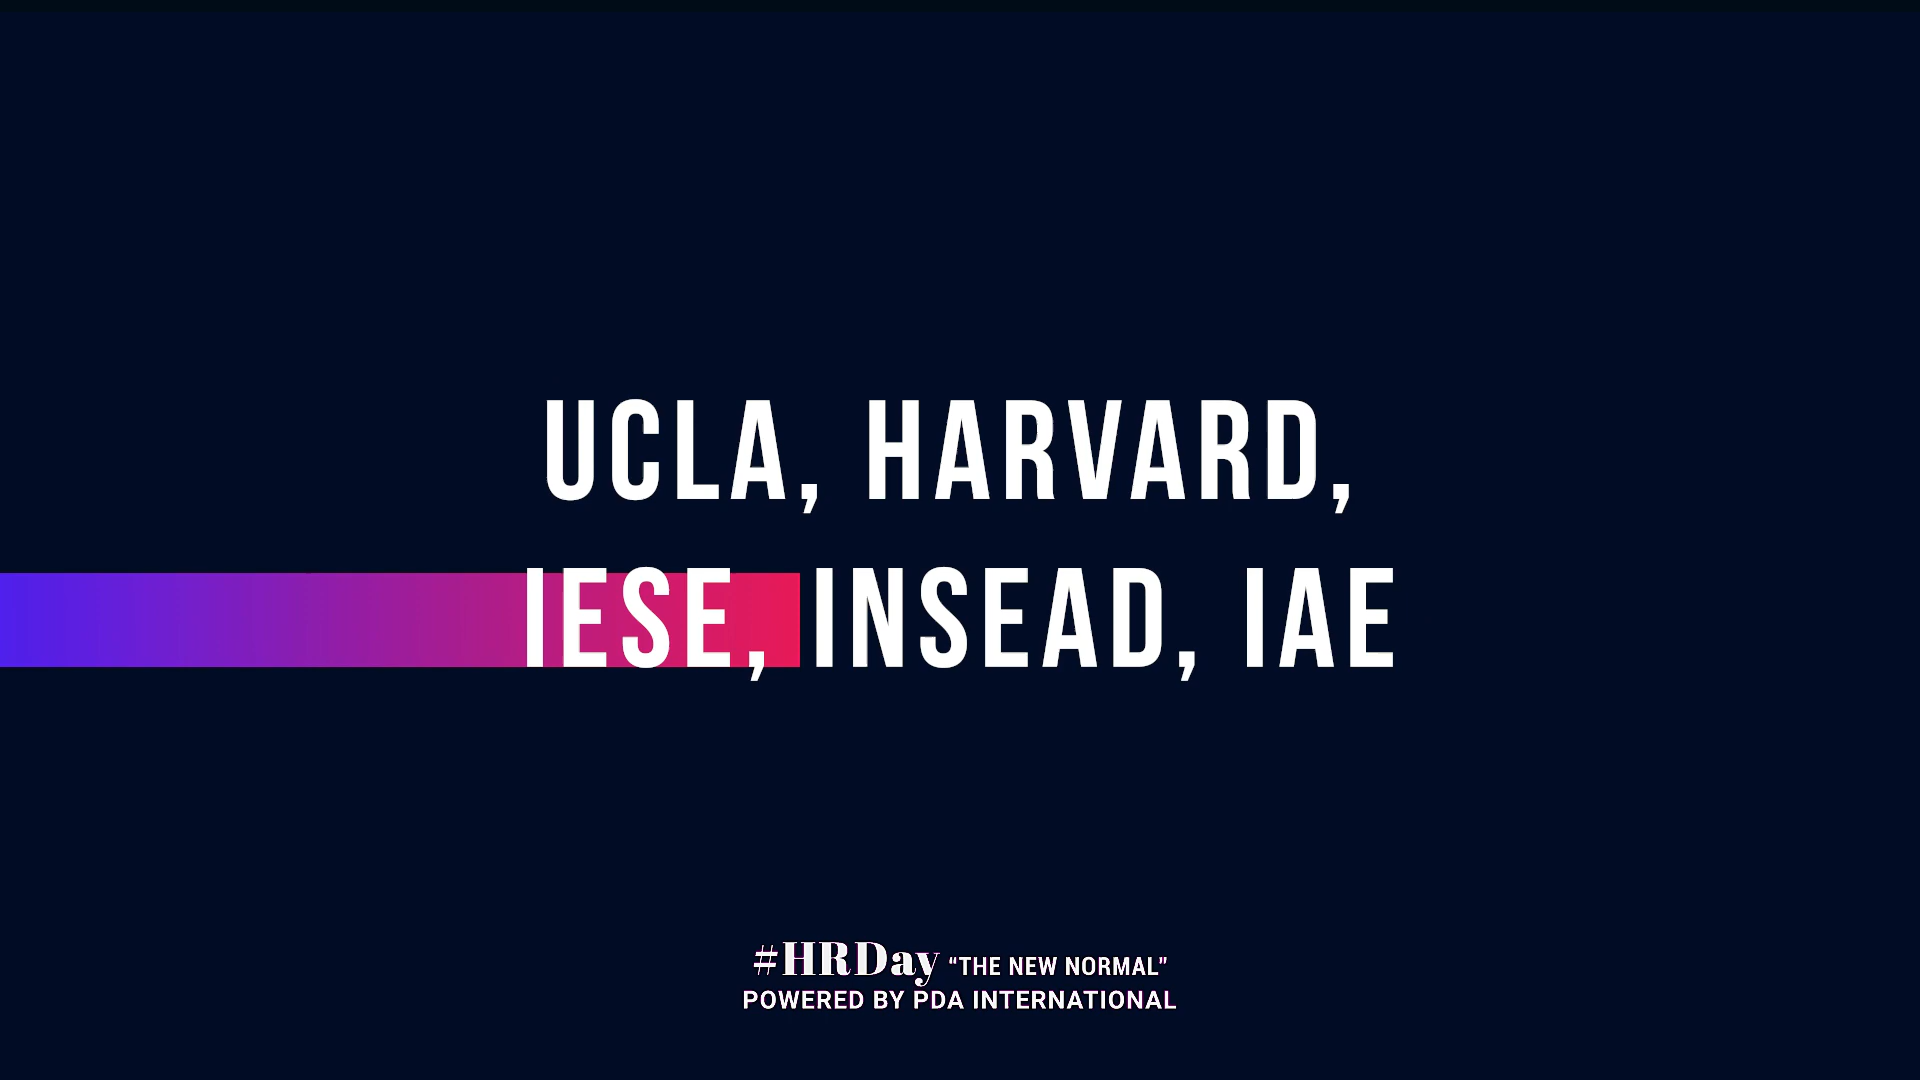 UCLA, HARVARD,
IESE, INSEAD, IAE
#HRDay “THE NEW NORMAL”
POWERED BY PDA INTERNATIONAL